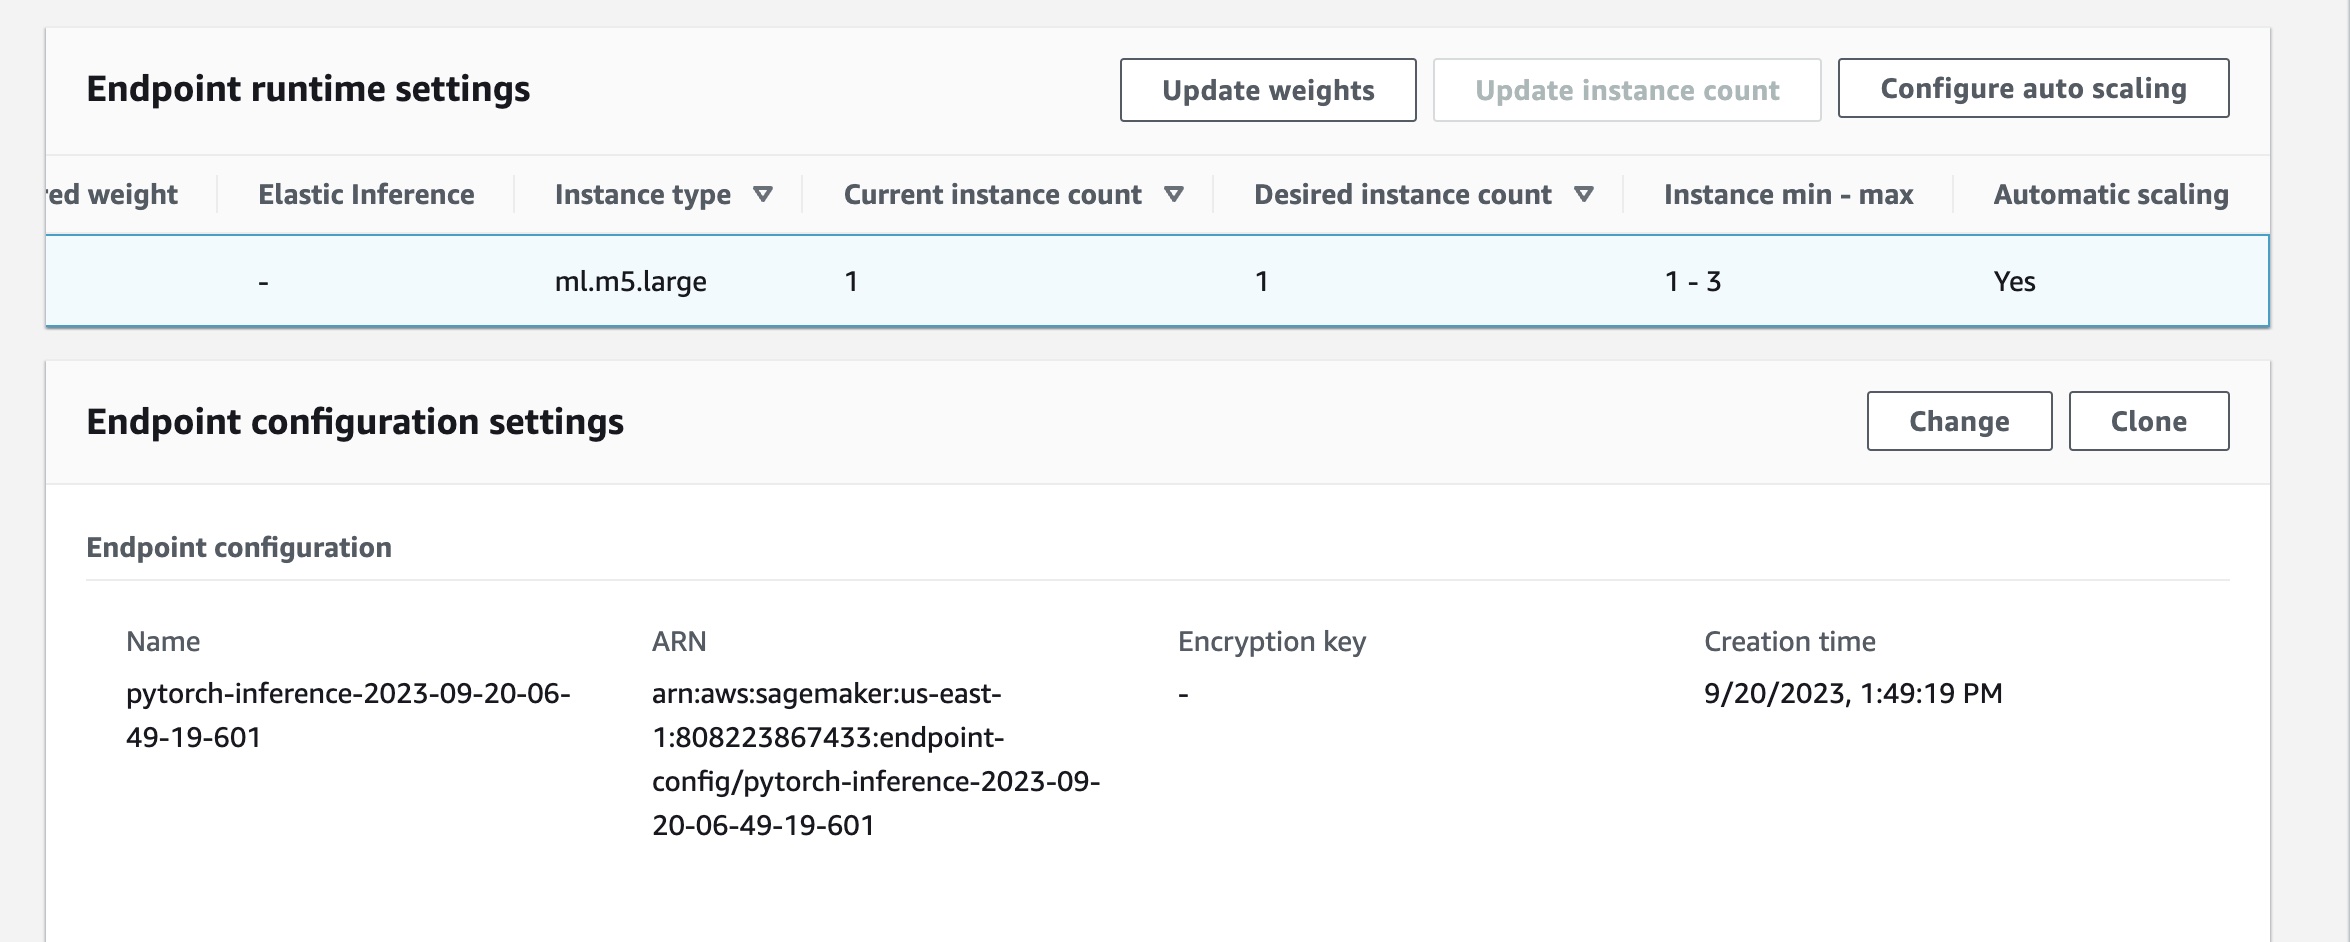 Endpoint runtime settings
Update weights
Update instance count
Configure auto scaling
red weight
Elastic Inference
Instance type
Current instance count
Desired instance count
Instance min - max
Automatic scaling
-
ml.m5.large
1
1
1 - 3
Yes
Endpoint configuration settings
Change
Clone
Endpoint configuration
Name
pytorch-inference-2023-09-20-06-
49-19-601
ARN
arn:aws:sagemaker:us-east-
1:808223867433:endpoint-
config/pytorch-inference-2023-09-
20-06-49-19-601
Encryption key
-
Creation time
9/20/2023, 1:49:19 PM